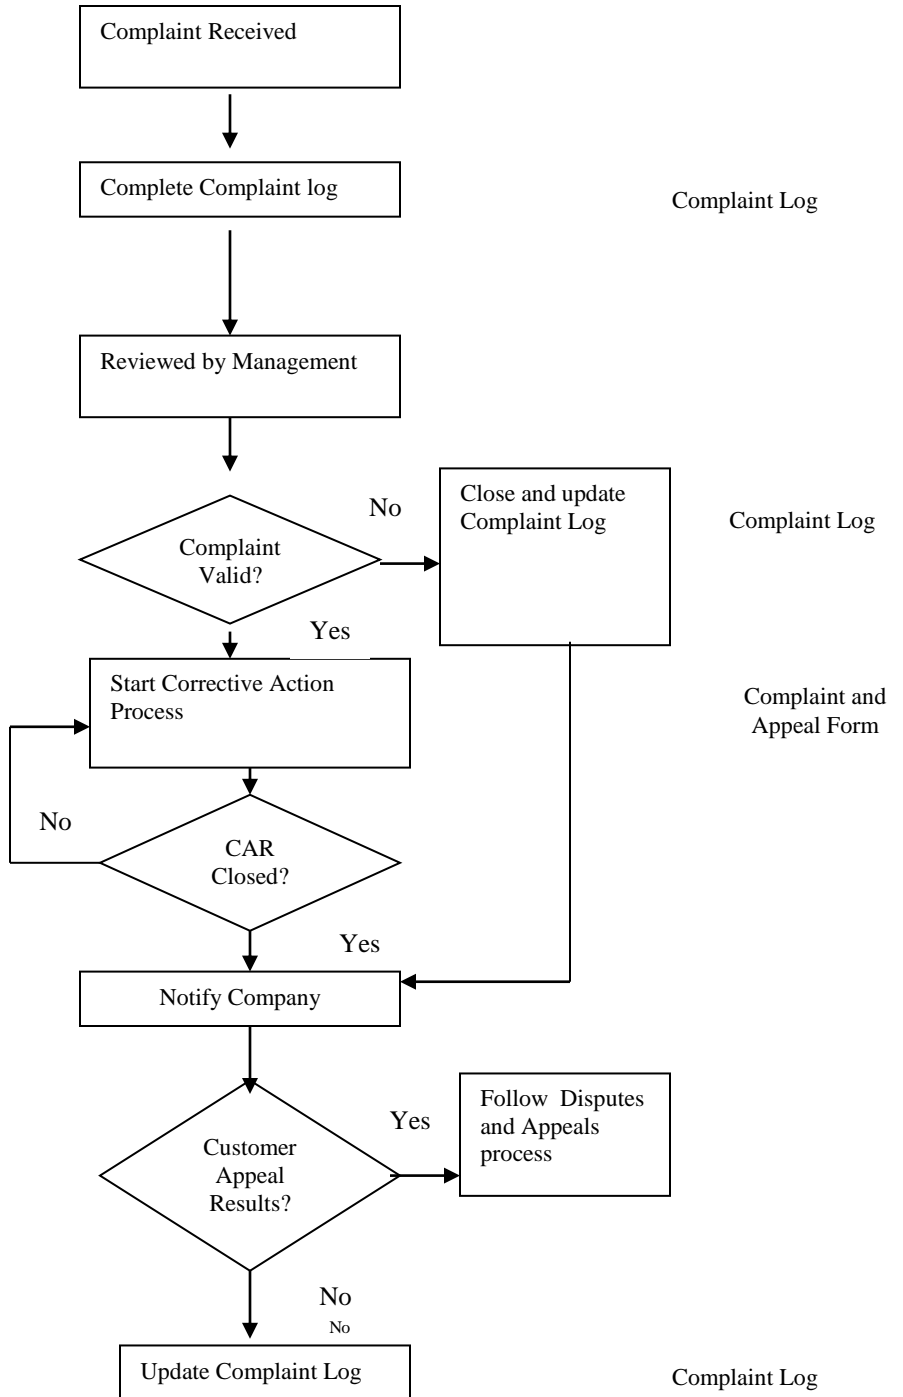 Complaint Received
Complete Complaint log
Complaint Log
Reviewed by Management
No
Close and update
Complaint Log
Complaint Log
Complaint
Valid?
Yes
Start Corrective Action
Process
Complaint and
Appeal Form
No
CAR
Closed?
Yes
Notify Company
Yes
Follow  Disputes
and Appeals
process
Customer
Appeal
Results?
No
No
Update Complaint Log
Complaint Log